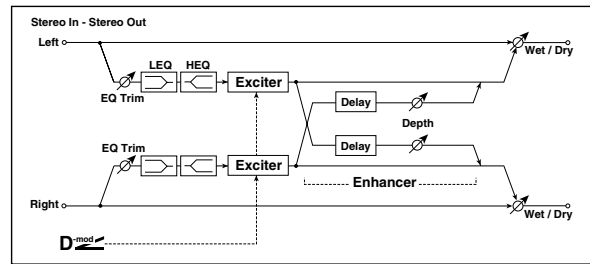 Stereo In - Stereo Out
Left
Wet / Dry
LEQ HEQ
EQ Trim
Exciter
Delay
Depth
EQ Trim
Delay
Exciter
Enhancer
Right
Wet / Dry
D-mod